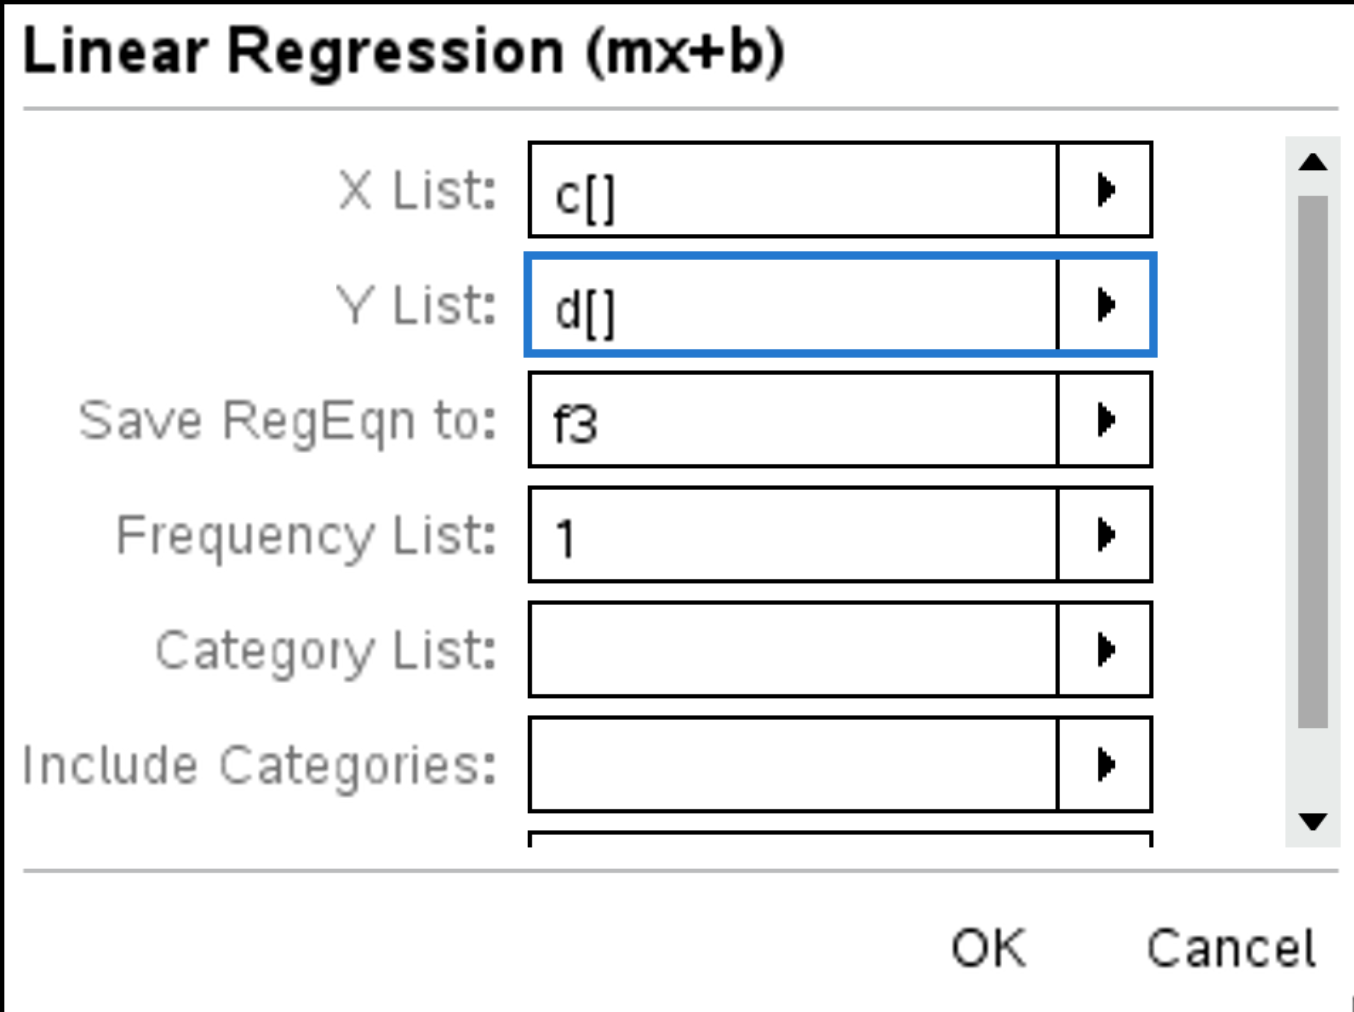 Linear Regression (mx+b)
X List: c[]
Y List: d[]
Save RegEqn to: f3
Frequency List: 1
Category List:
Include Categories:
OK Cancel